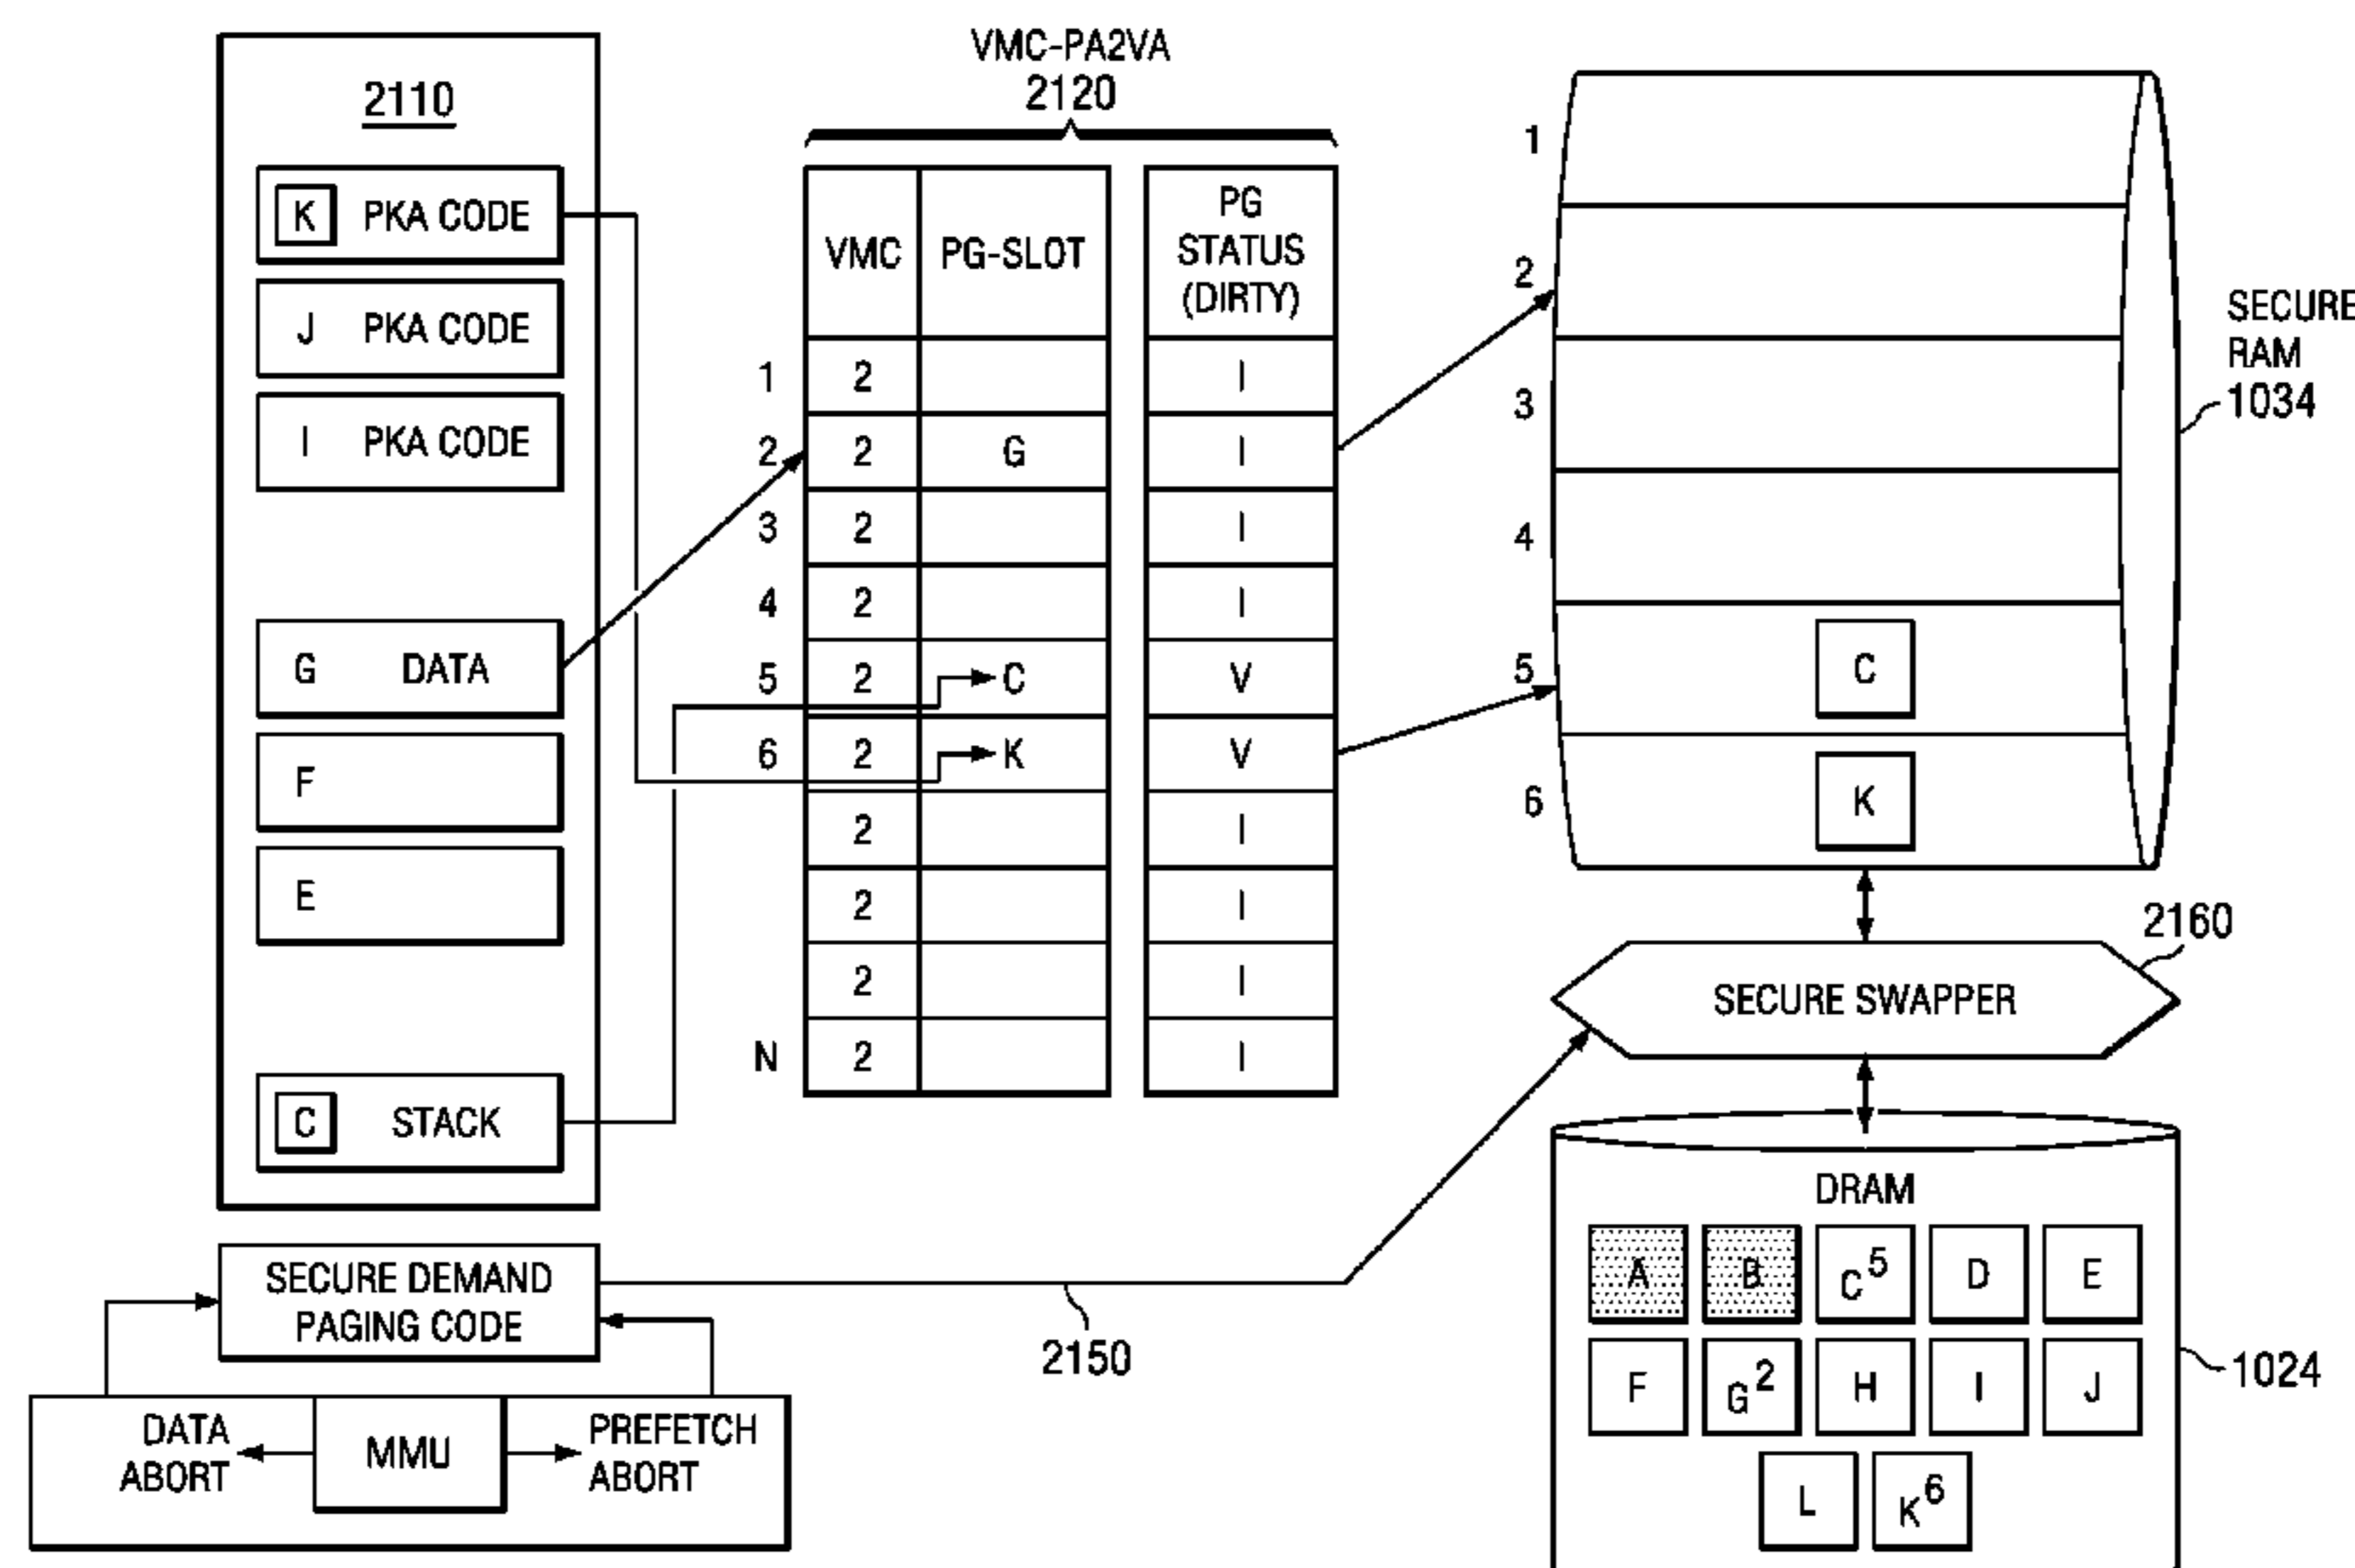 2110
K PKA CODE
J PKA CODE
I PKA CODE
G DATA
F
E
C STACK
VMC-PA2VA
2120
VMC PG-SLOT PG STATUS (DIRTY)
1 2 I
2 2 G I
3 2 I
4 2 I
5 2 C V
6 2 K V
2 I
2 I
2 I
N 2 I
1
2
3
4
5 C
6 K
SECURE
RAM
1034
2160
SECURE SWAPPER
DRAM
A B C5 D E
F G2 H I J
L K6
1024
SECURE DEMAND
PAGING CODE
2150
DATA
ABORT
MMU
PREFETCH
ABORT